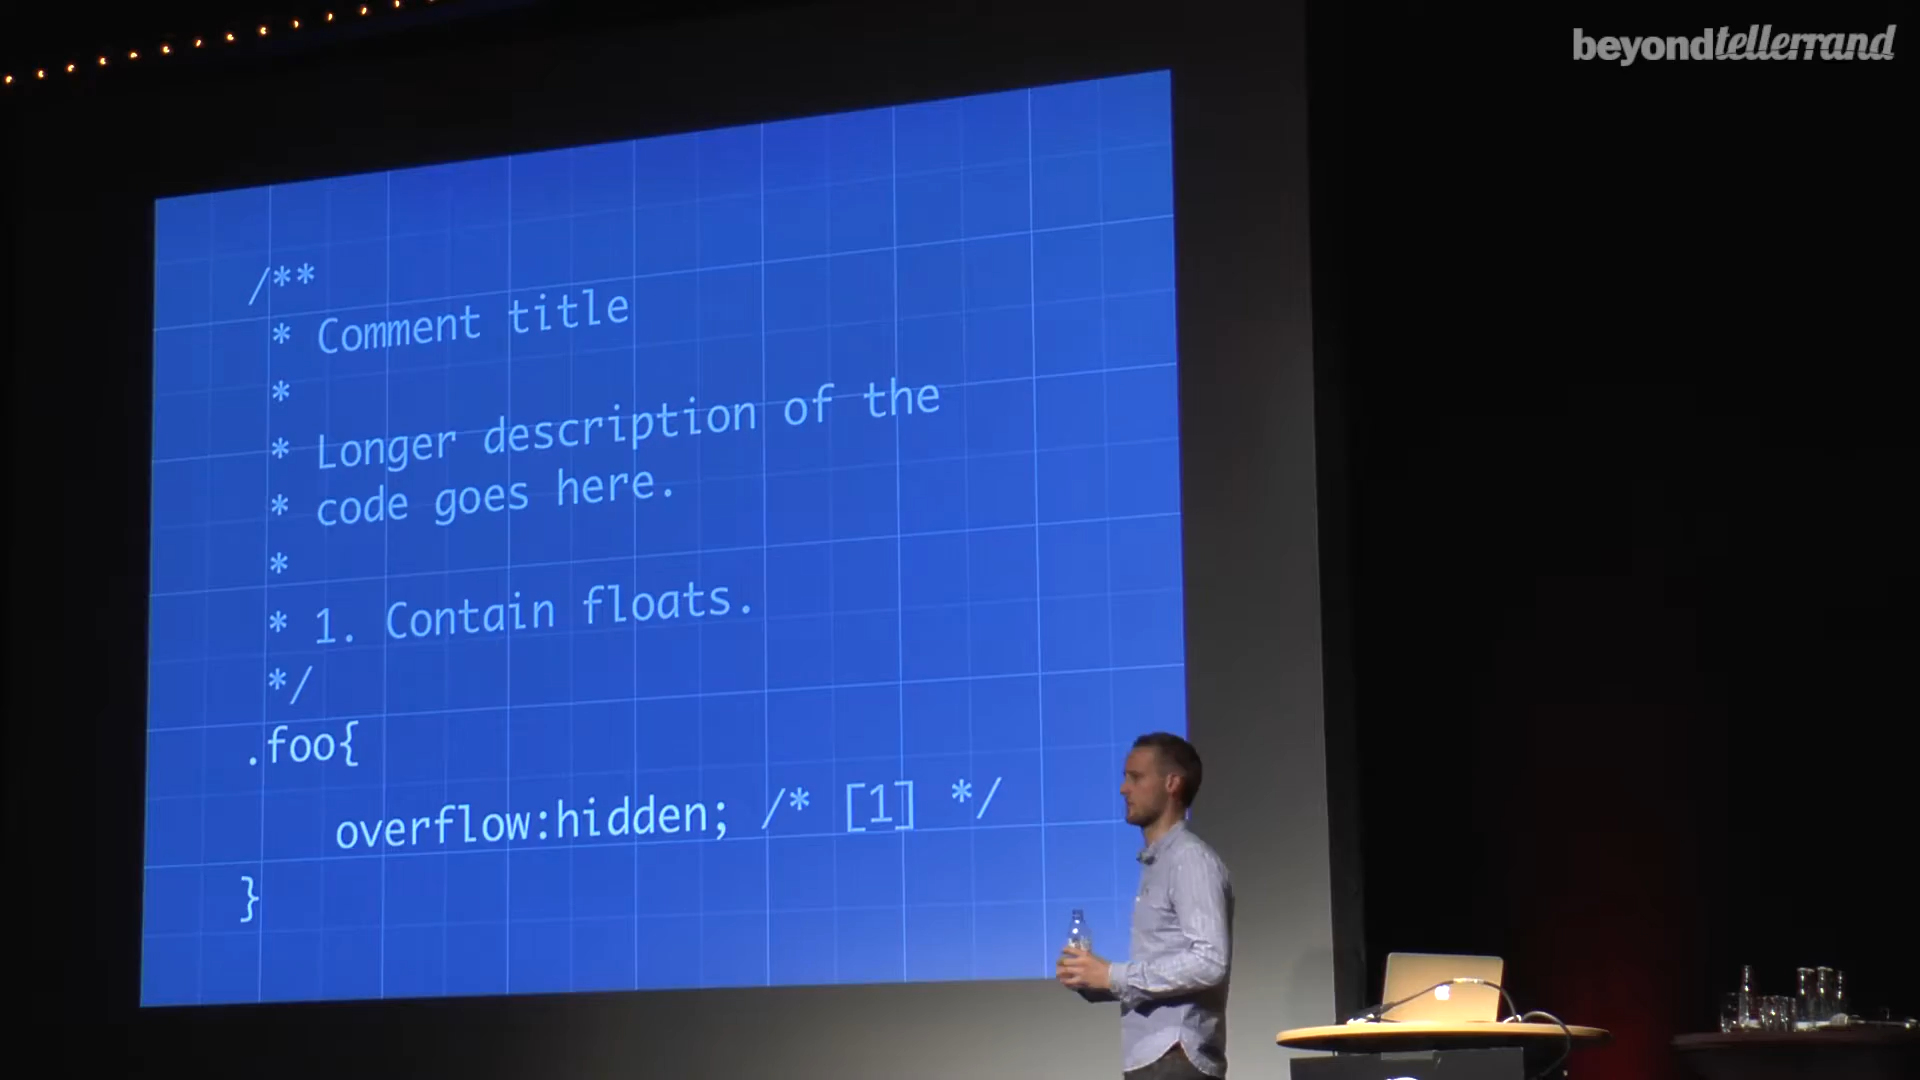 beyondtellerrand
/**
* Comment title
*
* Longer description of the
* code goes here.
*
* 1. Contain floats.
*/
.foo{
overflow:hidden; /* [1] */
}